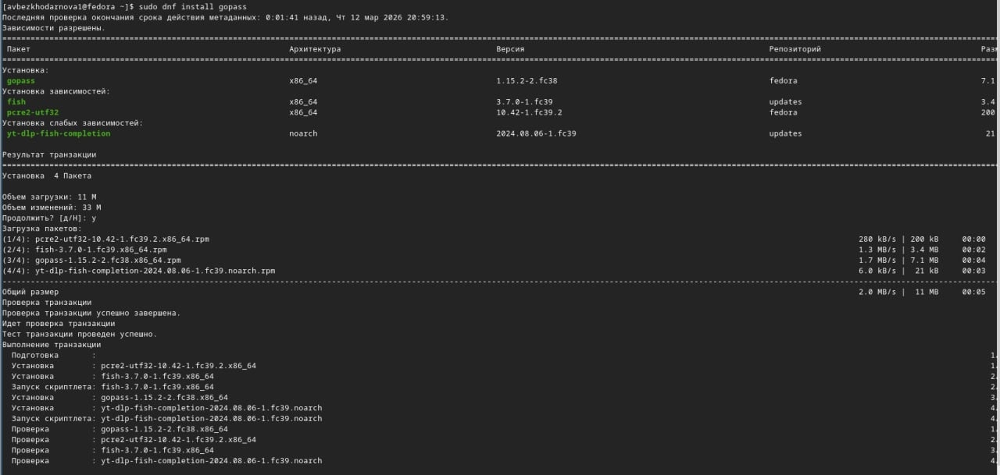 [avbezkhodarnova1@fedora ~]$ sudo dnf install gopass
Последняя проверка окончания срока действия метаданных: 0:01:41 назад, Чт 12 мар 2026 20:59:13.
Зависимости разрешены.
Пакет Архитектура Версия Репозиторий Разм
Установка:
gopass x86_64 1.15.2-2.fc38 fedora 7.1
Установка зависимостей:
fish x86_64 3.7.0-1.fc39 updates 3.4
pcre2-utf32 x86_64 10.42-1.fc39.2 fedora 200
Установка слабых зависимостей:
yt-dlp-fish-completion noarch 2024.08.06-1.fc39 updates 21
Результат транзакции
Установка 4 Пакета
Объем загрузки: 11 M
Объем изменений: 33 M
Продолжить? [д/Н]: y
Загрузка пакетов:
(1/4): pcre2-utf32-10.42-1.fc39.2.x86_64.rpm 280 kB/s | 200 kB 00:00
(2/4): fish-3.7.0-1.fc39.x86_64.rpm 1.3 MB/s | 3.4 MB 00:02
(3/4): gopass-1.15.2-2.fc38.x86_64.rpm 1.7 MB/s | 7.1 MB 00:04
(4/4): yt-dlp-fish-completion-2024.08.06-1.fc39.noarch.rpm 6.0 kB/s | 21 kB 00:03
Общий размер 2.0 MB/s | 11 MB 00:05
Проверка транзакции
Проверка транзакции успешно завершена.
Идет проверка транзакции
Тест транзакции проведен успешно.
Выполнение транзакции
Подготовка : 1.
Установка : pcre2-utf32-10.42-1.fc39.2.x86_64 1.
Установка : fish-3.7.0-1.fc39.x86_64 2.
Запуск скриптлета: fish-3.7.0-1.fc39.x86_64 2.
Установка : gopass-1.15.2-2.fc38.x86_64 3.
Установка : yt-dlp-fish-completion-2024.08.06-1.fc39.noarch 4.
Запуск скриптлета: yt-dlp-fish-completion-2024.08.06-1.fc39.noarch 4.
Проверка : gopass-1.15.2-2.fc38.x86_64 1.
Проверка : pcre2-utf32-10.42-1.fc39.2.x86_64 2.
Проверка : fish-3.7.0-1.fc39.x86_64 3.
Проверка : yt-dlp-fish-completion-2024.08.06-1.fc39.noarch 4.